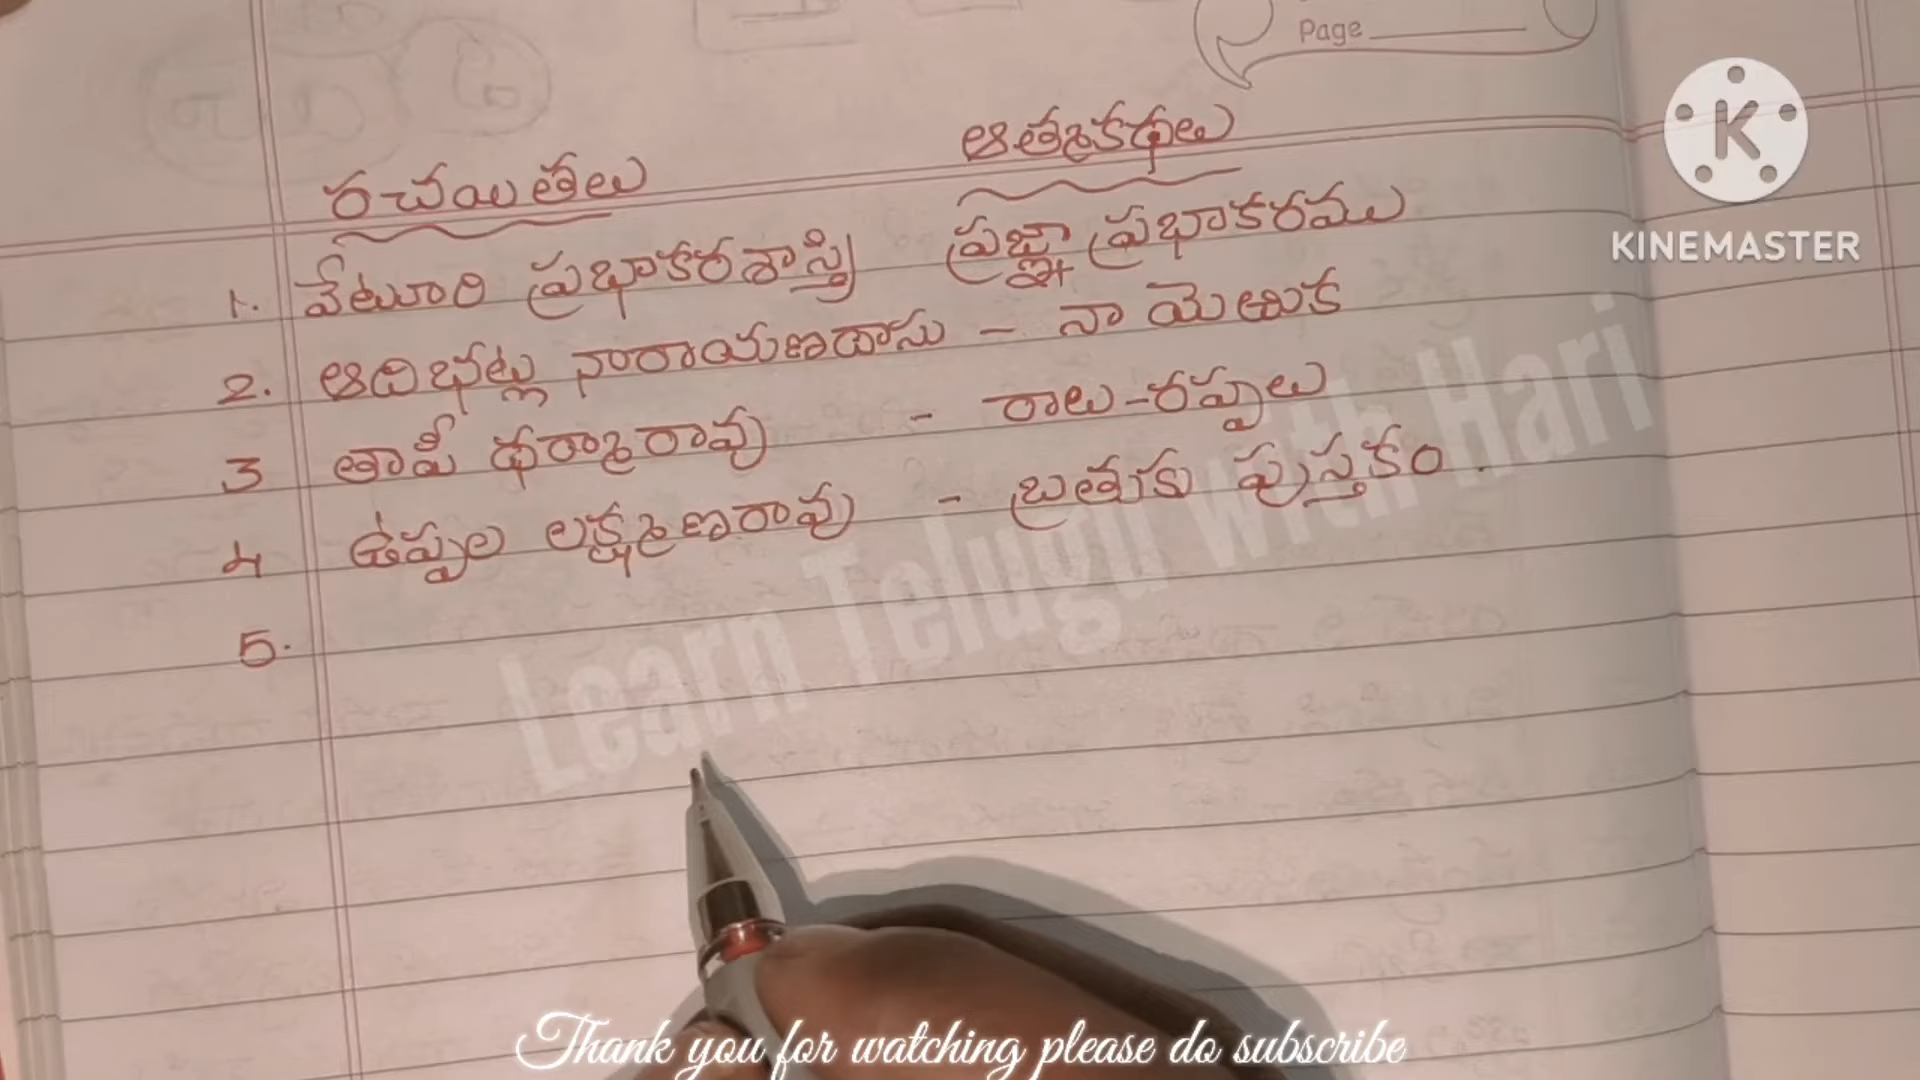 Page
రచయితలు ఆత్మకథలు
1. వేటూరి ప్రభాకరశాస్త్రి ప్రజ్ఞా ప్రభాకరము
2. ఆదిభట్ల నారాయణదాసు - నా యెఱుక
3 తాపీ ధర్మారావు - రాలు-రప్పలు
4 ఉప్పల లక్ష్మణరావు - బ్రతుకు పుస్తకం.
5.
K
KINEMASTER
Learn Telugu with Hari
Thank you for watching please do subscribe